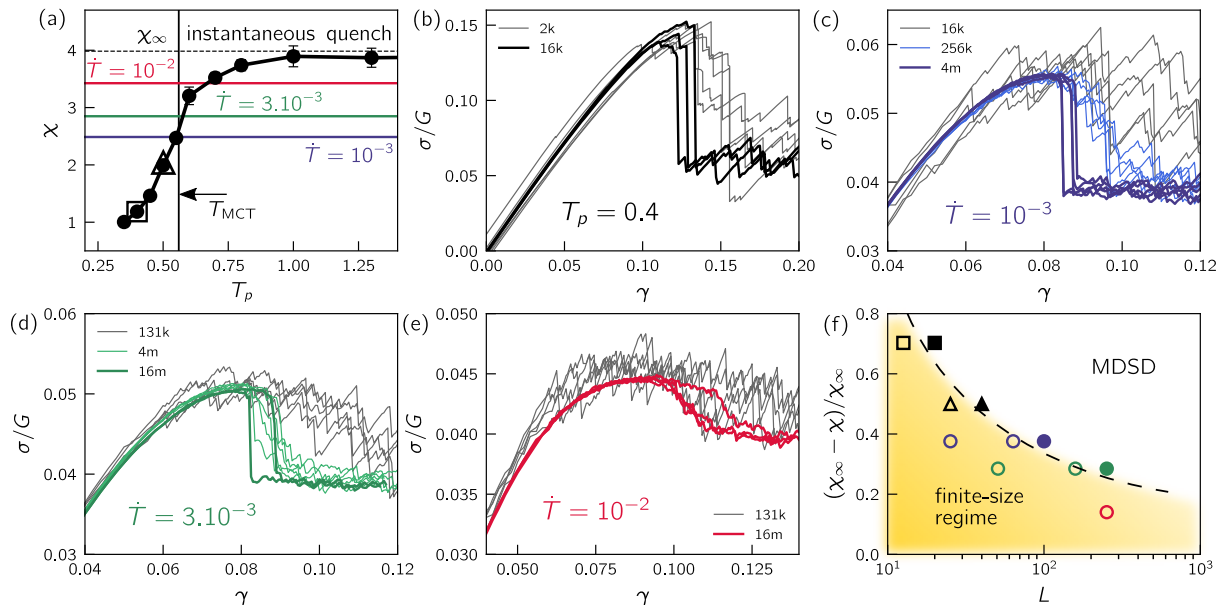 (a)
χ∞
instantaneous quench
Ṫ = 10⁻²
Ṫ = 3.10⁻³
Ṫ = 10⁻³
T_MCT
χ
4
3
2
1
0.25 0.50 0.75 1.00 1.25
T_p
(b)
2k
16k
T_p = 0.4
σ/G
0.15
0.10
0.05
0.00
0.00 0.05 0.10 0.15 0.20
γ
(c)
16k
256k
4m
Ṫ = 10⁻³
σ/G
0.06
0.05
0.04
0.03
0.04 0.06 0.08 0.10 0.12
γ
(d)
131k
4m
16m
Ṫ = 3.10⁻³
σ/G
0.06
0.05
0.04
0.03
0.04 0.06 0.08 0.10 0.12
γ
(e)
131k
16m
Ṫ = 10⁻²
σ/G
0.050
0.045
0.040
0.035
0.030
0.050 0.075 0.100 0.125
γ
(f)
MDSD
finite-size
regime
(χ∞ − χ)/χ∞
0.8
0.6
0.4
0.2
0.0
10¹ 10² 10³
L